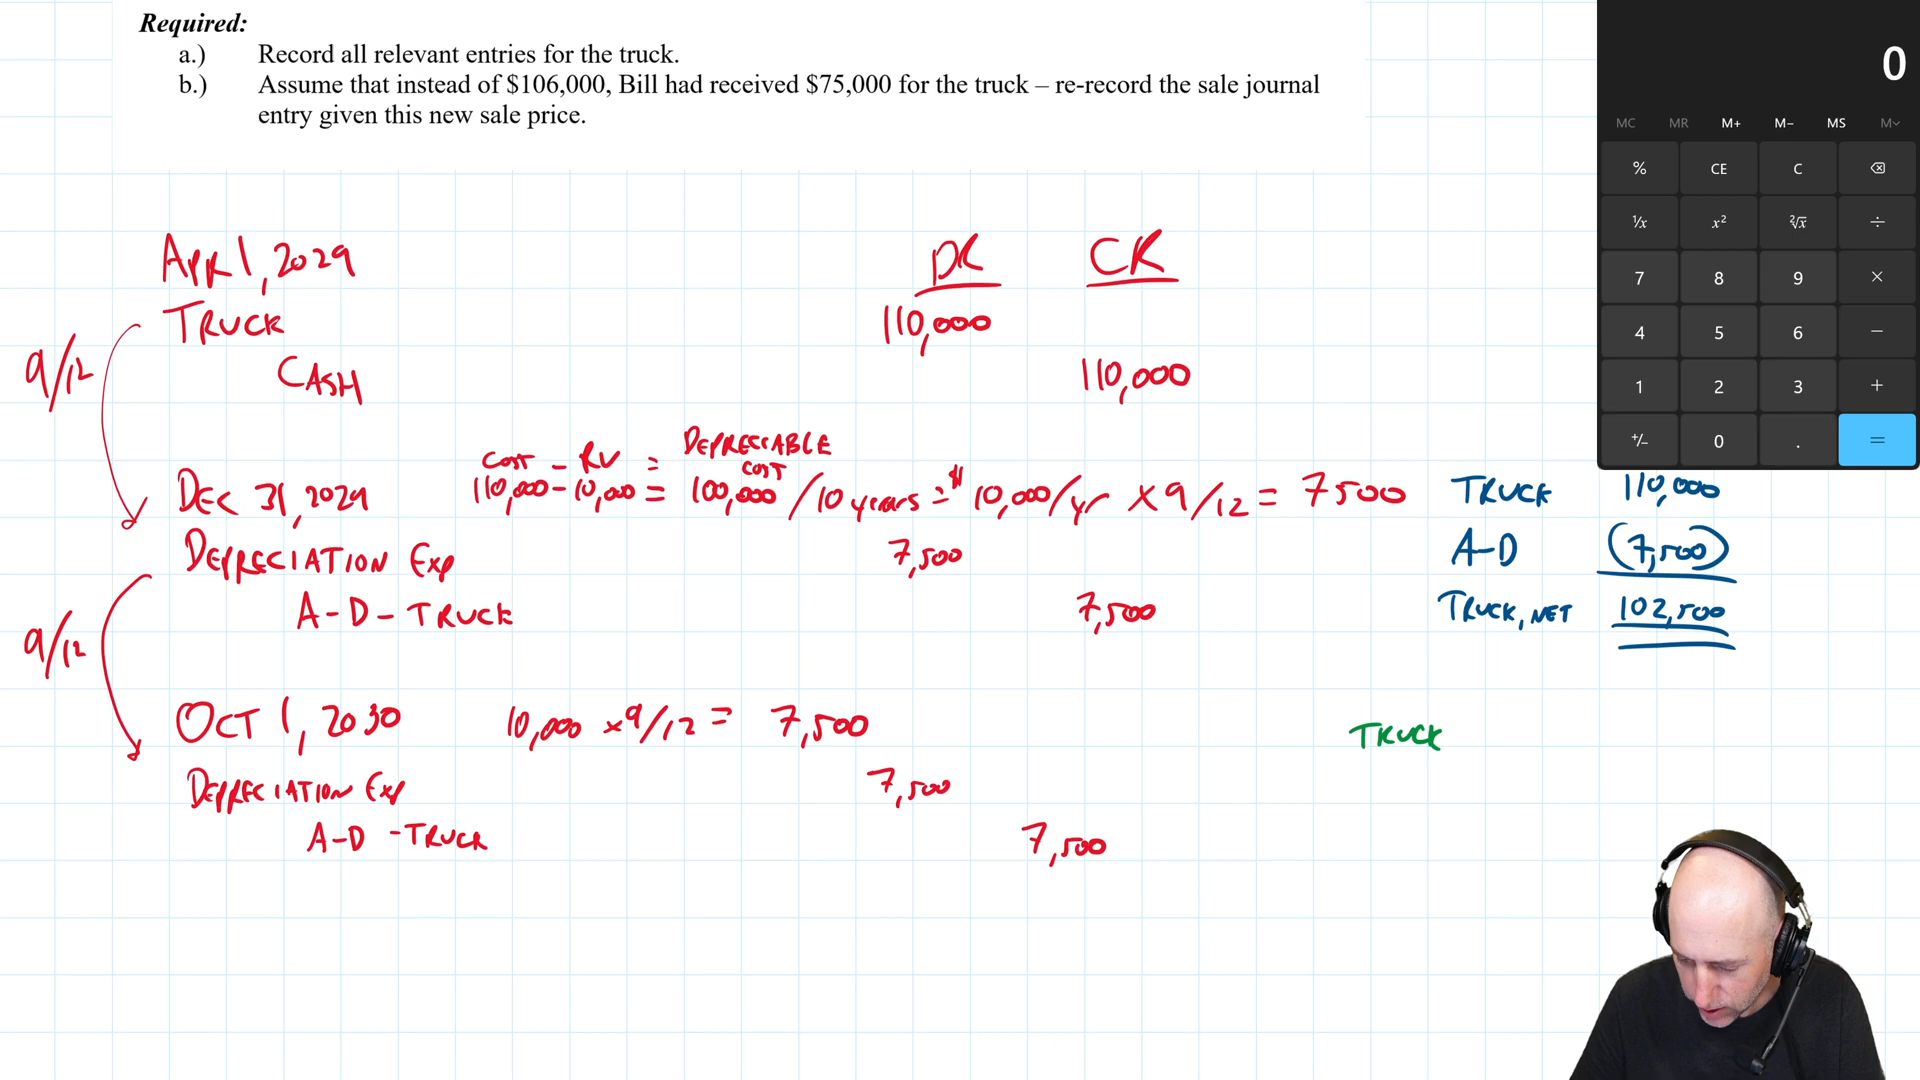 Required:
a.) Record all relevant entries for the truck.
b.) Assume that instead of $106,000, Bill had received $75,000 for the truck – re-record the sale journal
entry given this new sale price.
0
MC MR M+ M− MS M˅
% CE C ⌫
¹/x x² ²√x ÷
7 8 9 ×
4 5 6 −
1 2 3 +
+/− 0 . =
APR 1, 2029 DR CR
TRUCK 110,000
9/12
CASH 110,000
COST - RV = DEPRECIABLE COST
DEC 31, 2029 110,000 - 10,000 = 100,000 / 10 years = $10,000/yr × 9/12 = 7500
DEPRECIATION EXP 7,500
A-D - TRUCK 7,500
TRUCK 110,000
A-D (7,500)
TRUCK, NET 102,500
9/12
OCT 1, 2030 10,000 × 9/12 = 7,500
TRUCK
DEPRECIATION EXP 7,500
A-D - TRUCK 7,500